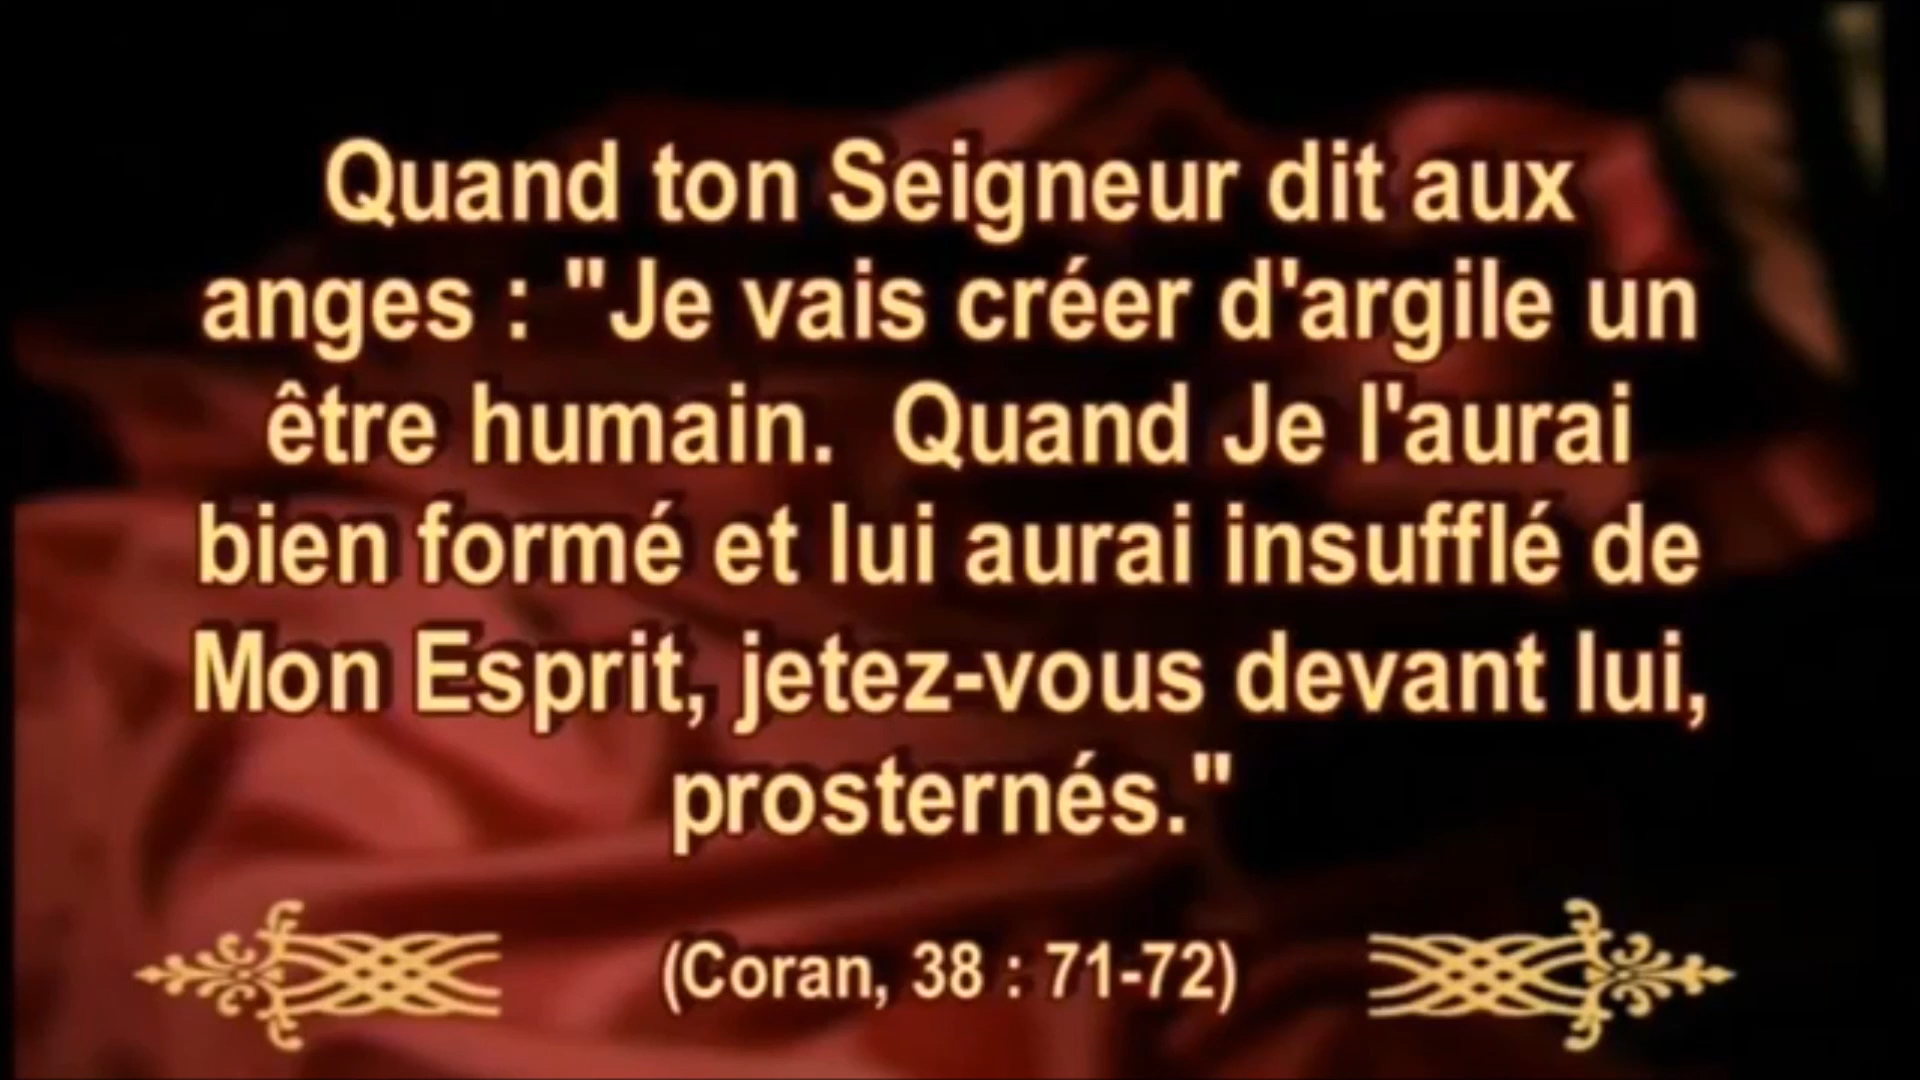 Quand ton Seigneur dit aux
anges : "Je vais créer d'argile un
être humain. Quand Je l'aurai
bien formé et lui aurai insufflé de
Mon Esprit, jetez-vous devant lui,
prosternés."
(Coran, 38 : 71-72)